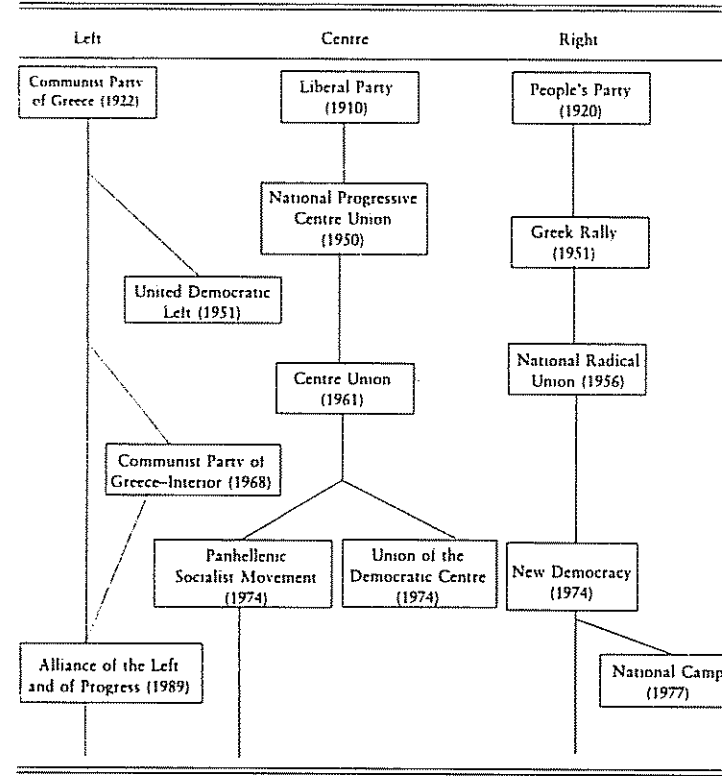 Left
Centre
Right
Communist Party
of Greece (1922)
Liberal Party
(1910)
People's Party
(1920)
National Progressive
Centre Union
(1950)
Greek Rally
(1951)
United Democratic
Left (1951)
Centre Union
(1961)
National Radical
Union (1956)
Communist Party of
Greece–Interior (1968)
Panhellenic
Socialist Movement
(1974)
Union of the
Democratic Centre
(1974)
New Democracy
(1974)
Alliance of the Left
and of Progress (1989)
National Camp
(1977)